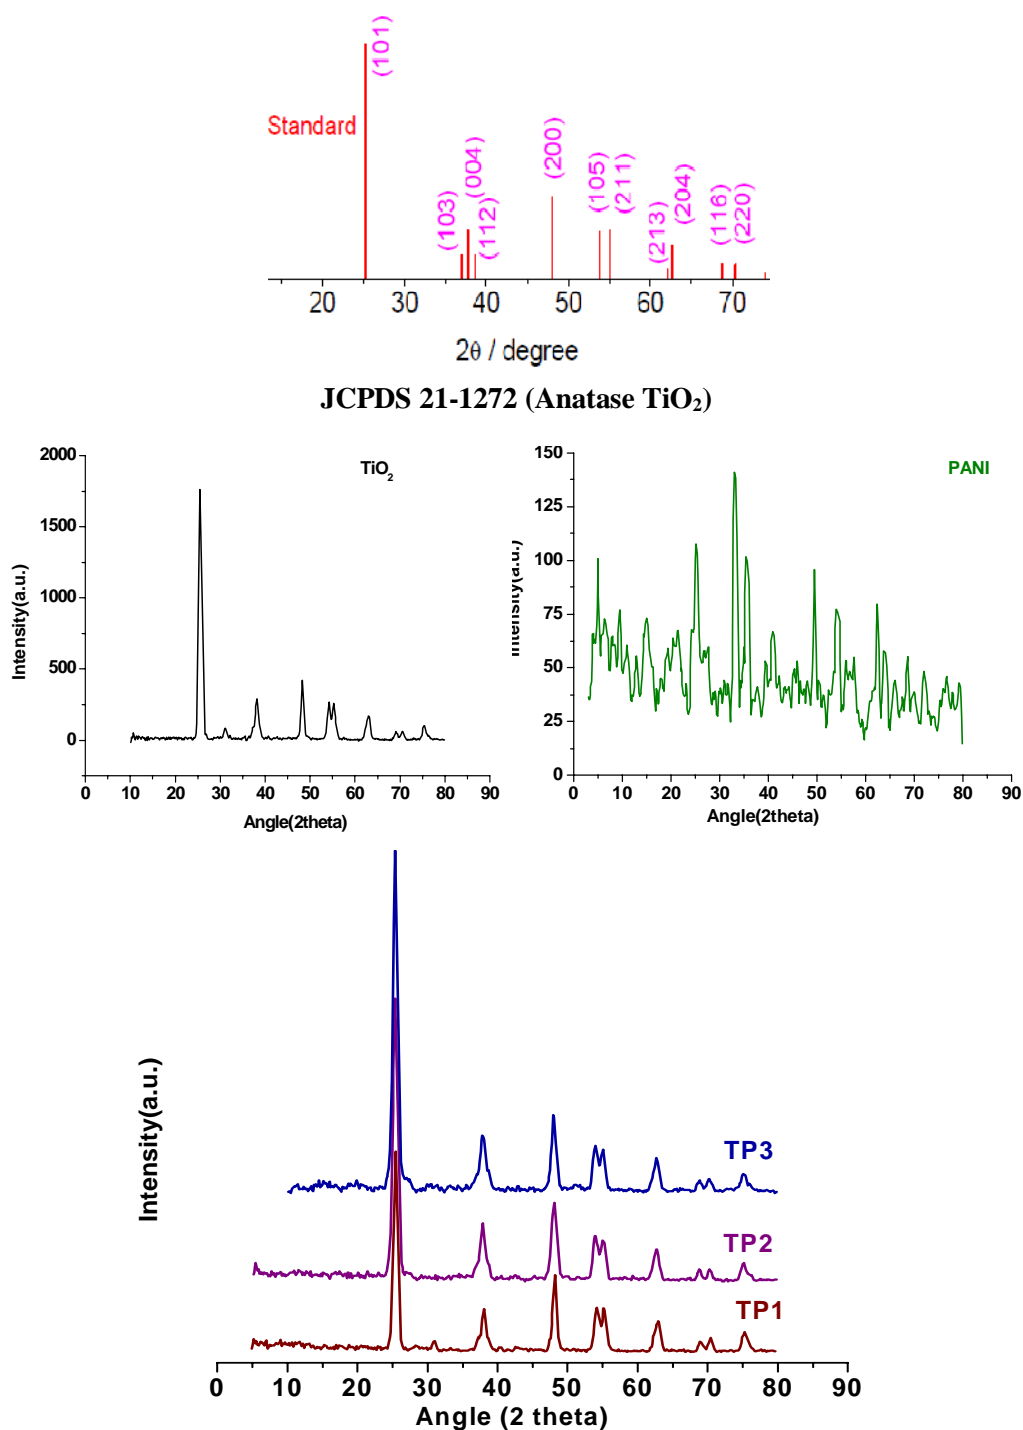 (101)
Standard
(103)
(004)
(112)
(200)
(105)
(211)
(213)
(204)
(116)
(220)
20 30 40 50 60 70
2θ / degree
JCPDS 21-1272 (Anatase TiO₂)
2000
1500
1000
500
0
Intensity(a.u.)
TiO₂
0 10 20 30 40 50 60 70 80 90
Angle(2theta)
150
125
100
75
50
25
0
Intensity(a.u.)
PANI
0 10 20 30 40 50 60 70 80 90
Angle(2theta)
Intensity(a.u.)
TP3
TP2
TP1
0 10 20 30 40 50 60 70 80 90
Angle (2 theta)